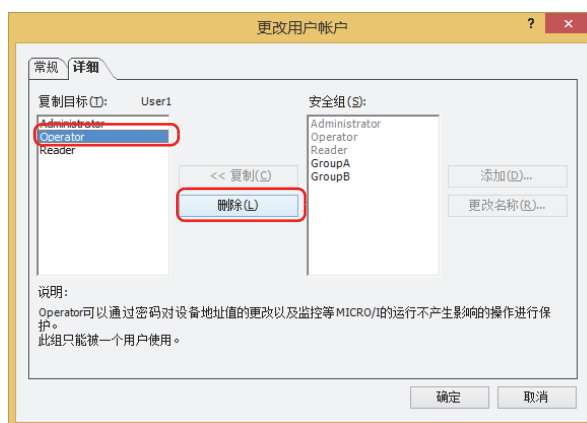 更改用户帐户
? ×
常规 详细
复制目标(T): User1 安全组(S):
Administrator
Operator
Reader
Administrator
Operator
Reader
GroupA
GroupB
<< 复制(C)
删除(L)
添加(D)...
更改名称(R)...
说明:
Operator可以通过密码对设备地址值的更改以及监控等MICRO/I的运行不产生影响的操作进行保
护。
此组只能被一个用户使用。
确定 取消